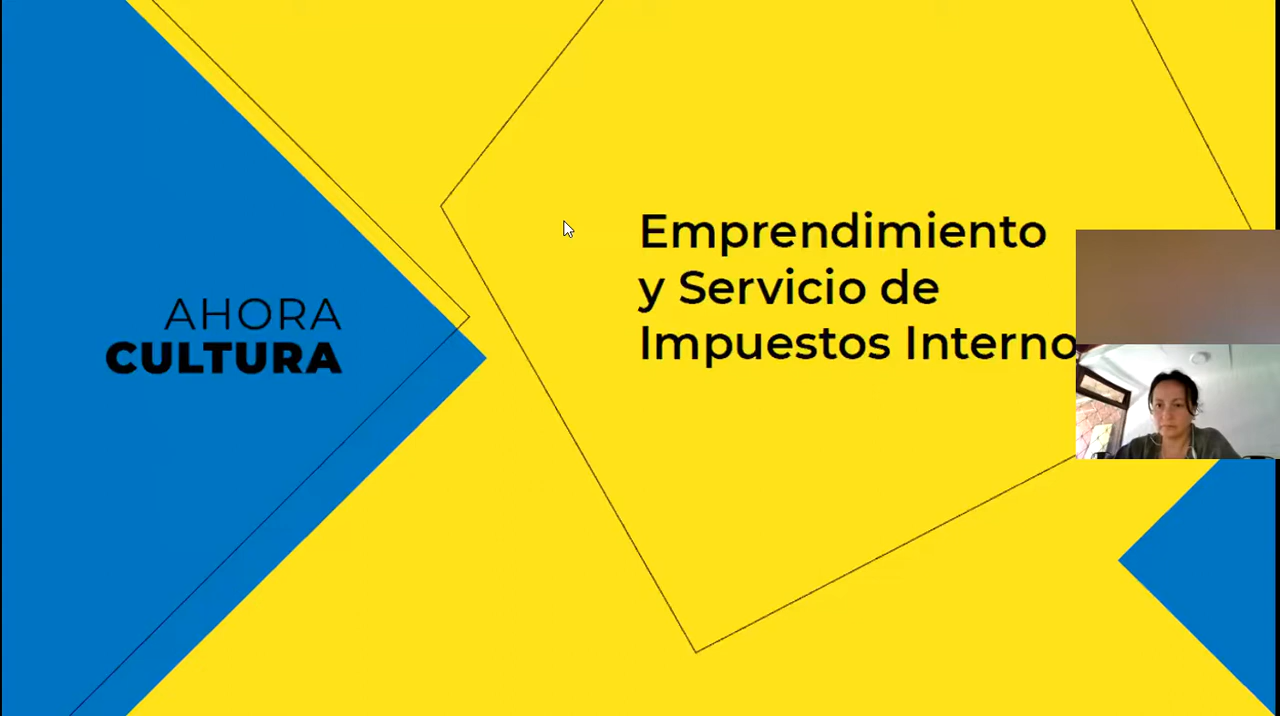 AHORA
CULTURA
Emprendimiento
y Servicio de
Impuestos Interno